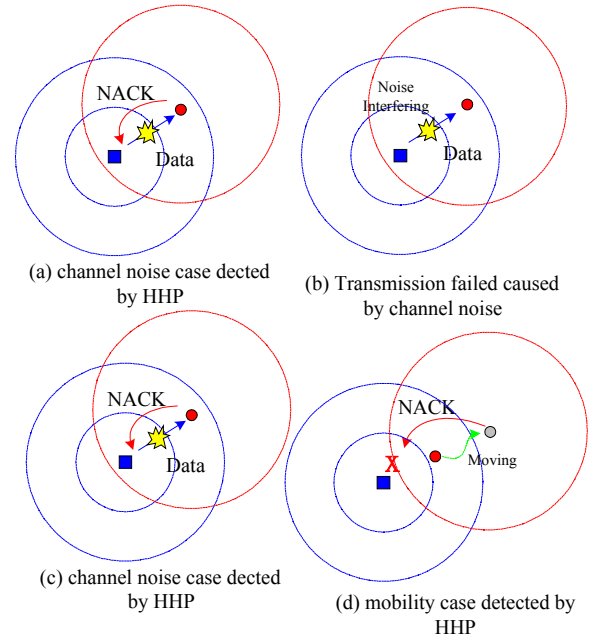 NACK
Data
(a) channel noise case dected
by HHP
Noise
Interfering
Data
(b) Transmission failed caused
by channel noise
NACK
Data
(c) channel noise case dected
by HHP
NACK
X
Moving
(d) mobility case detected by
HHP